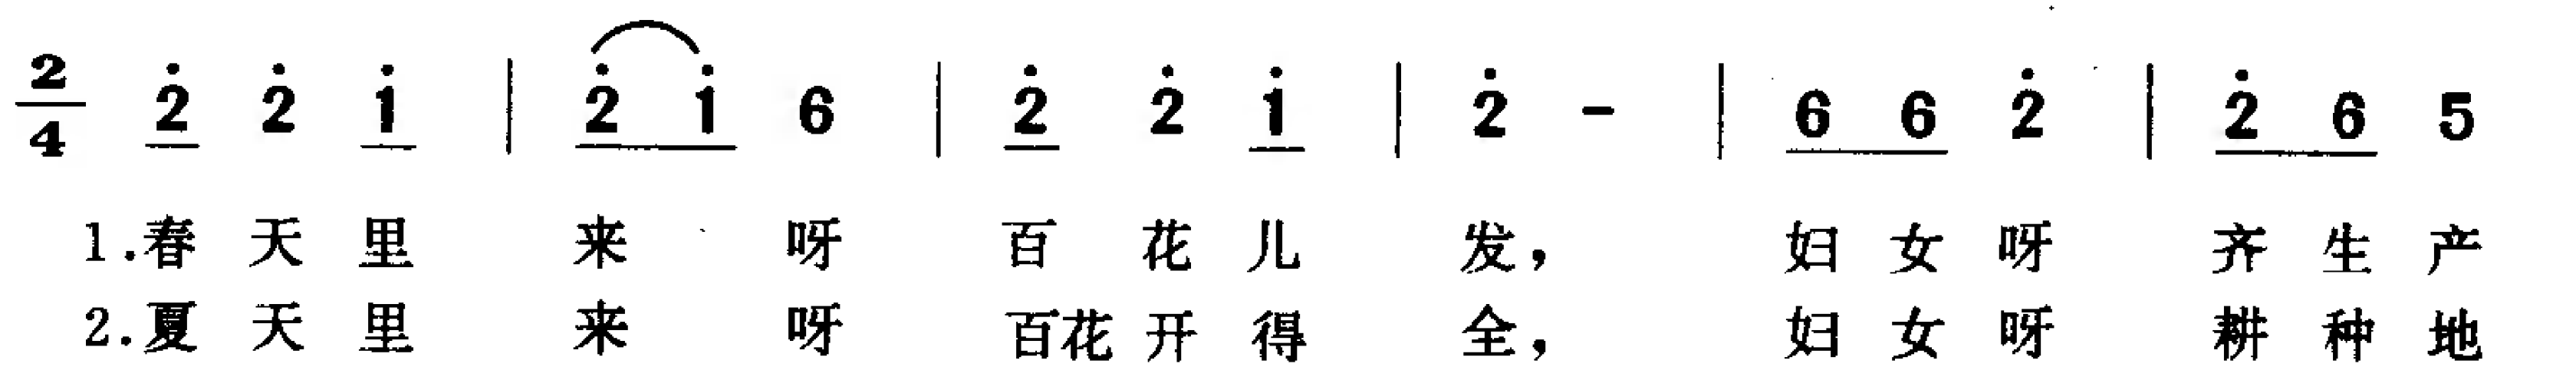 2/4 2̇ 2̇ 1̇ | 2̇ 1̇ 6 | 2̇ 2̇ 1̇ | 2̇ - | 6 6 2̇ | 2̇ 6 5
1.春 天 里 来 呀 百 花 儿 发， 妇 女 呀 齐 生 产
2.夏 天 里 来 呀 百花 开 得 全， 妇 女 呀 耕 种 地